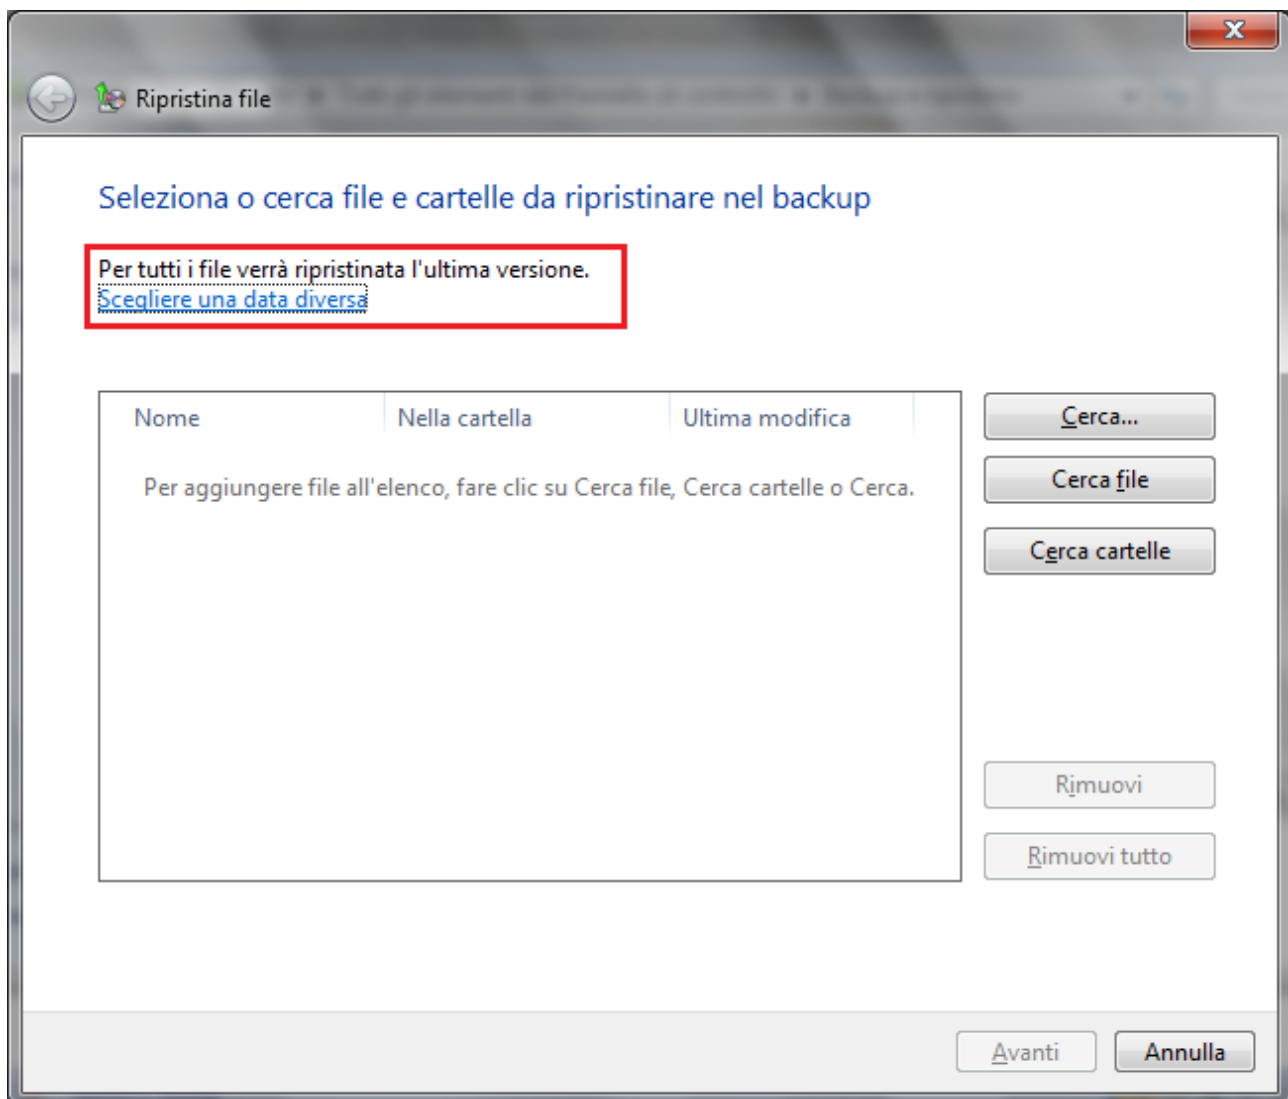 x
Ripristina file
Seleziona o cerca file e cartelle da ripristinare nel backup
Per tutti i file verrà ripristinata l'ultima versione.
Scegliere una data diversa
Nome Nella cartella Ultima modifica
Per aggiungere file all'elenco, fare clic su Cerca file, Cerca cartelle o Cerca.
Cerca...
Cerca file
Cerca cartelle
Rimuovi
Rimuovi tutto
Avanti Annulla